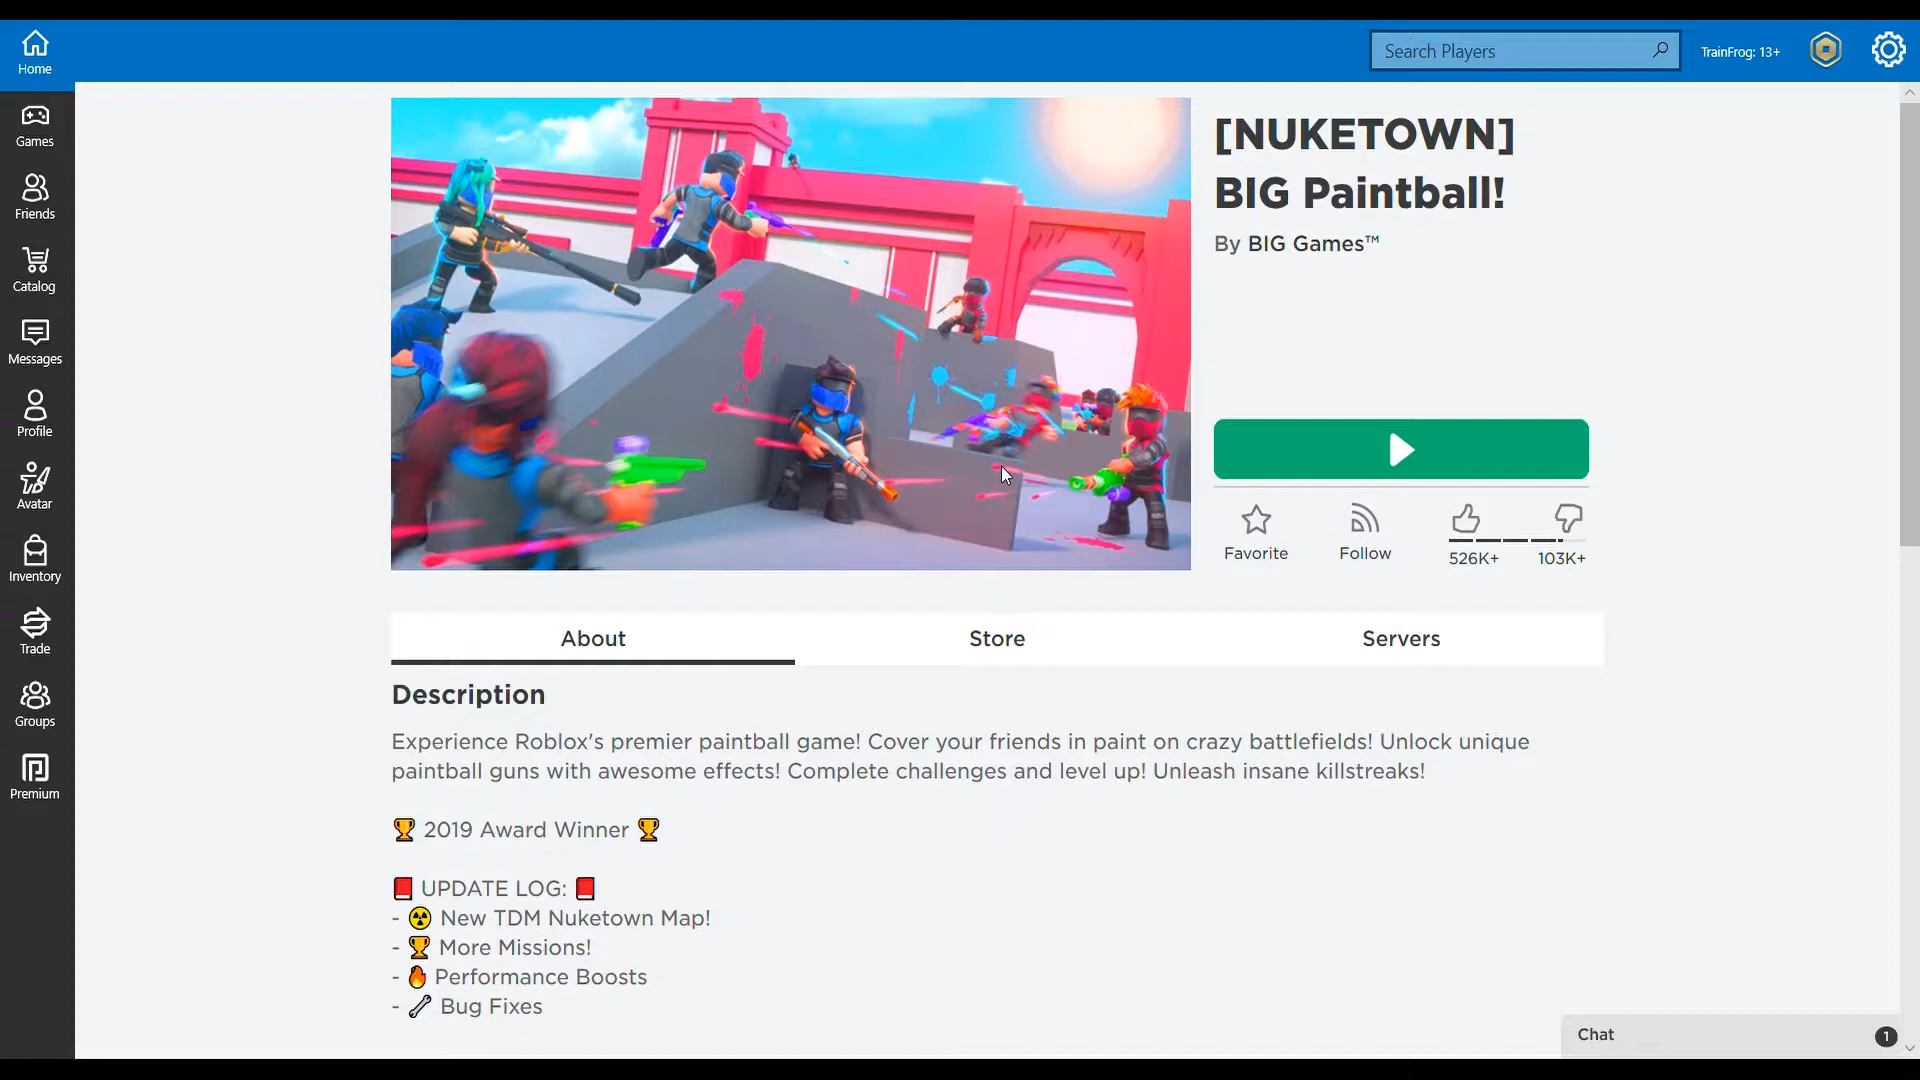 Home
Search Players
TrainFrog: 13+
Games
Friends
Catalog
Messages
Profile
Avatar
Inventory
Trade
Groups
Premium
[NUKETOWN]
BIG Paintball!
By BIG Games™
Favorite
Follow
526K+
103K+
About
Store
Servers
Description
Experience Roblox's premier paintball game! Cover your friends in paint on crazy battlefields! Unlock unique
paintball guns with awesome effects! Complete challenges and level up! Unleash insane killstreaks!
🏆 2019 Award Winner 🏆
📕 UPDATE LOG: 📕
- ☢️ New TDM Nuketown Map!
- 🏆 More Missions!
- 🔥 Performance Boosts
- 🔧 Bug Fixes
Chat
1